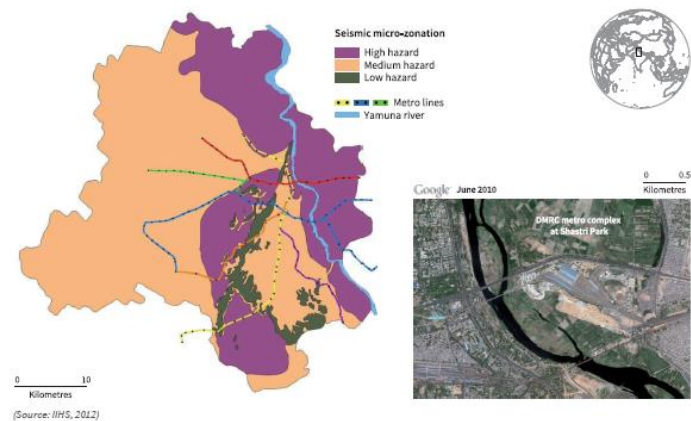 Seismic micro-zonation
High hazard
Medium hazard
Low hazard
Metro lines
Yamuna river
0 0.5
Kilometres
Google June 2010
DMRC metro complex
at Shastri Park
0 10
Kilometres
(Source: IIHS, 2012)